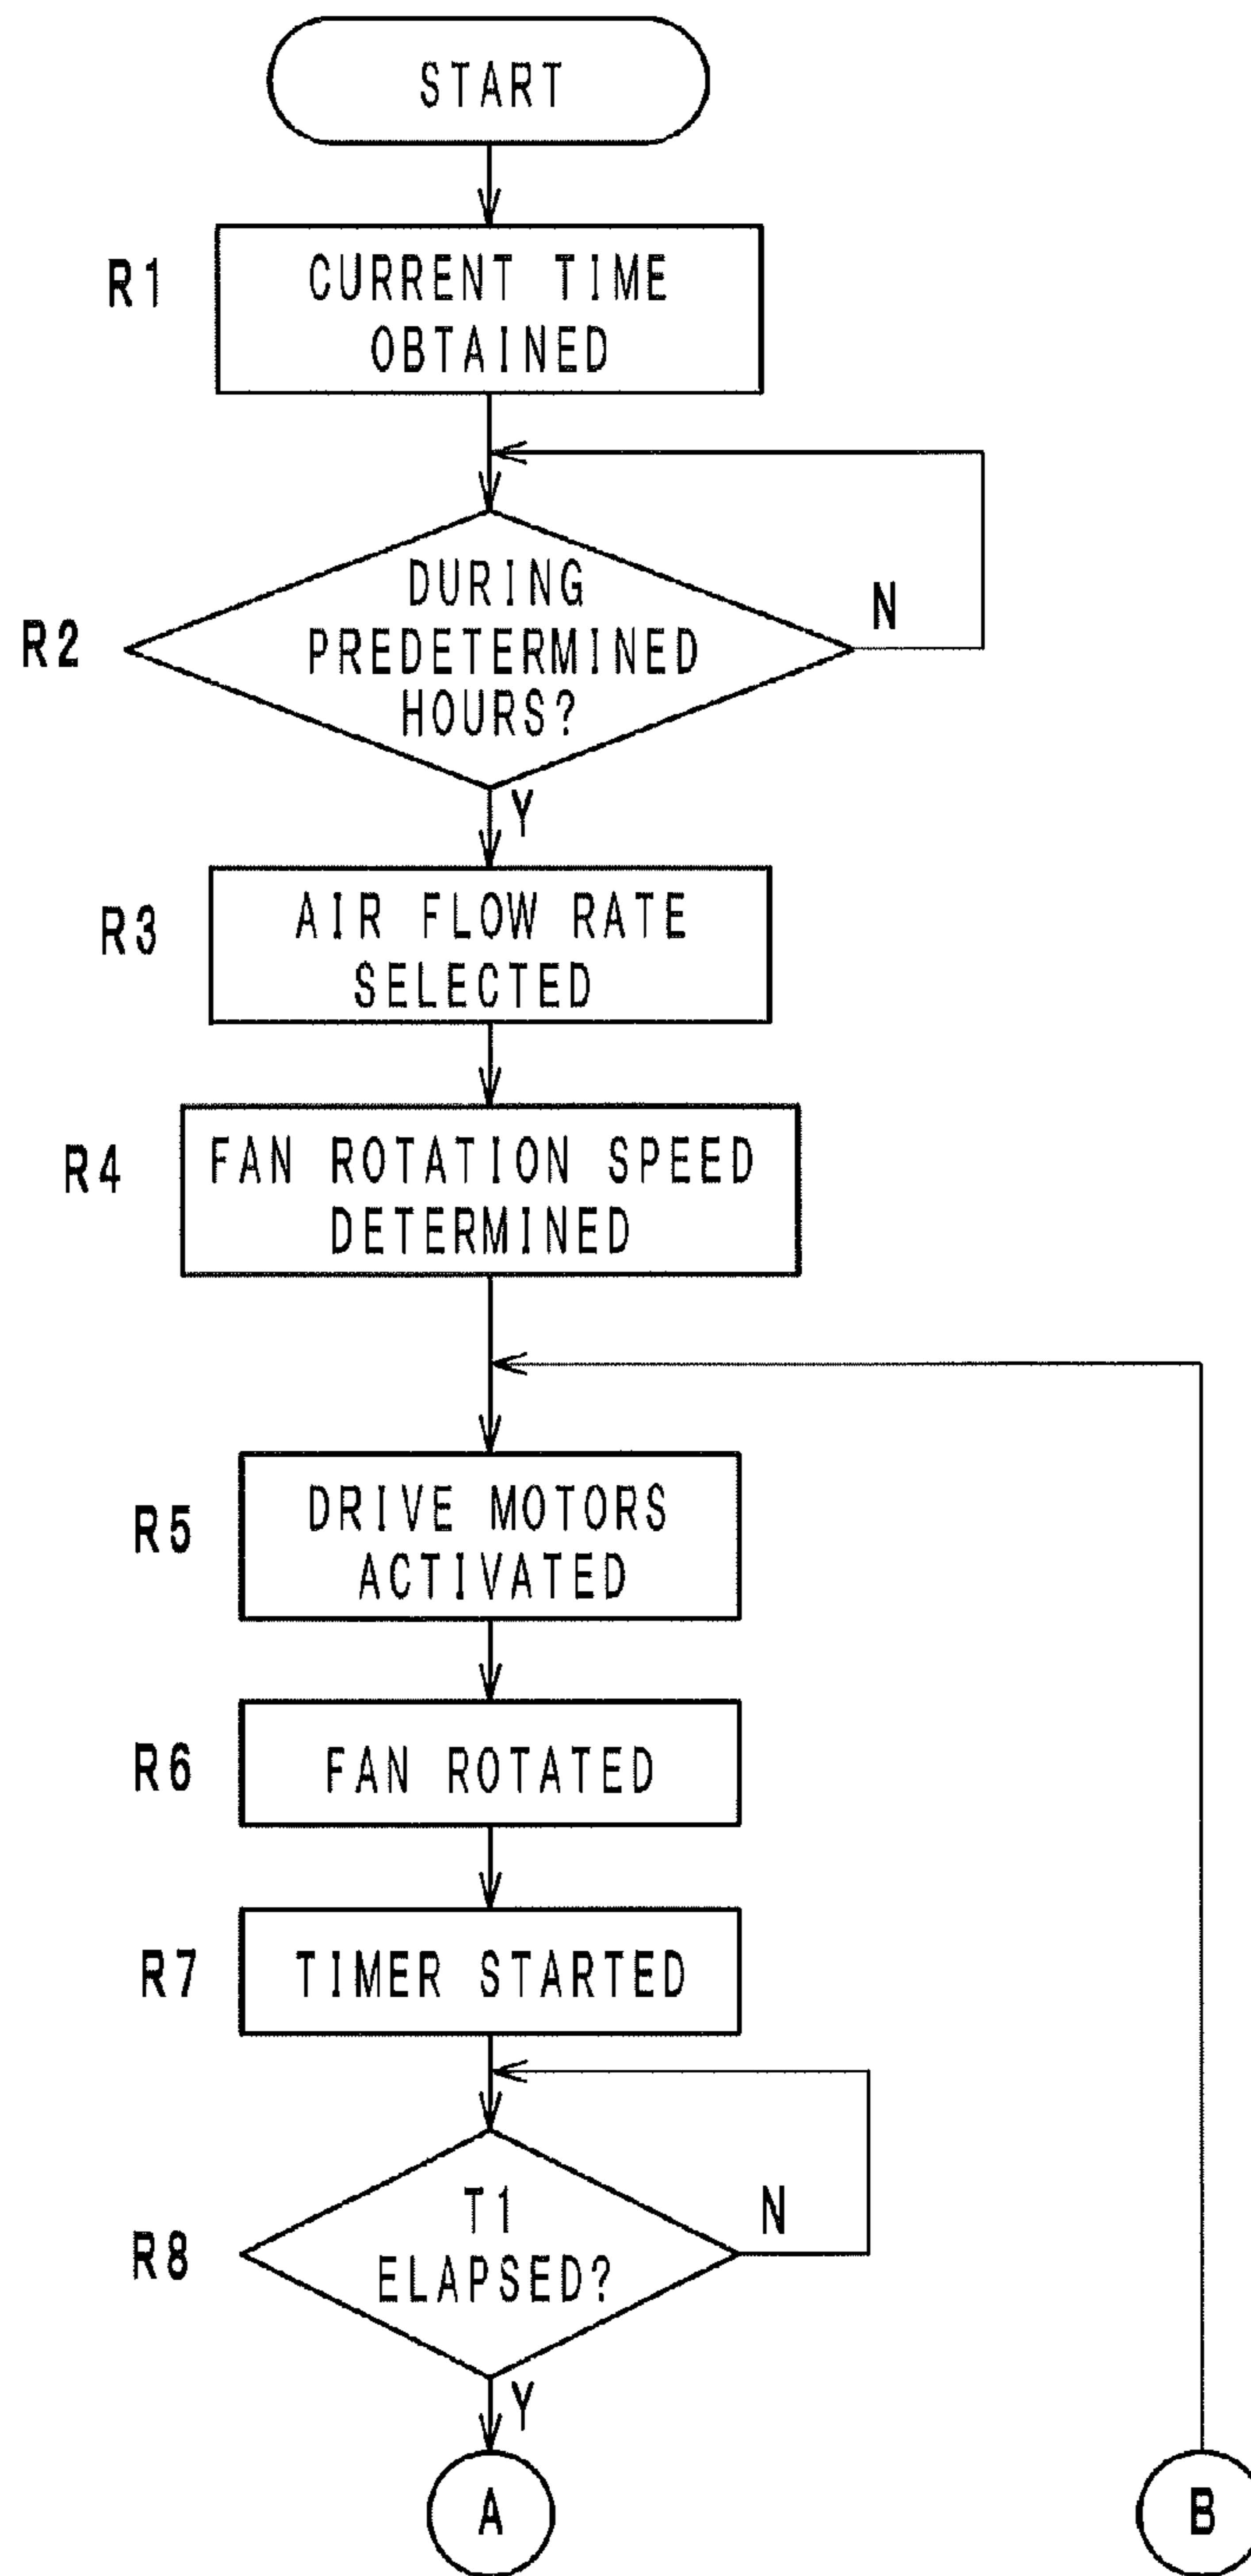 START
R1
CURRENT TIME
OBTAINED
R2
DURING
PREDETERMINED
HOURS?
N
Y
R3
AIR FLOW RATE
SELECTED
R4
FAN ROTATION SPEED
DETERMINED
R5
DRIVE MOTORS
ACTIVATED
R6
FAN ROTATED
R7
TIMER STARTED
R8
T1
ELAPSED?
N
Y
A
B